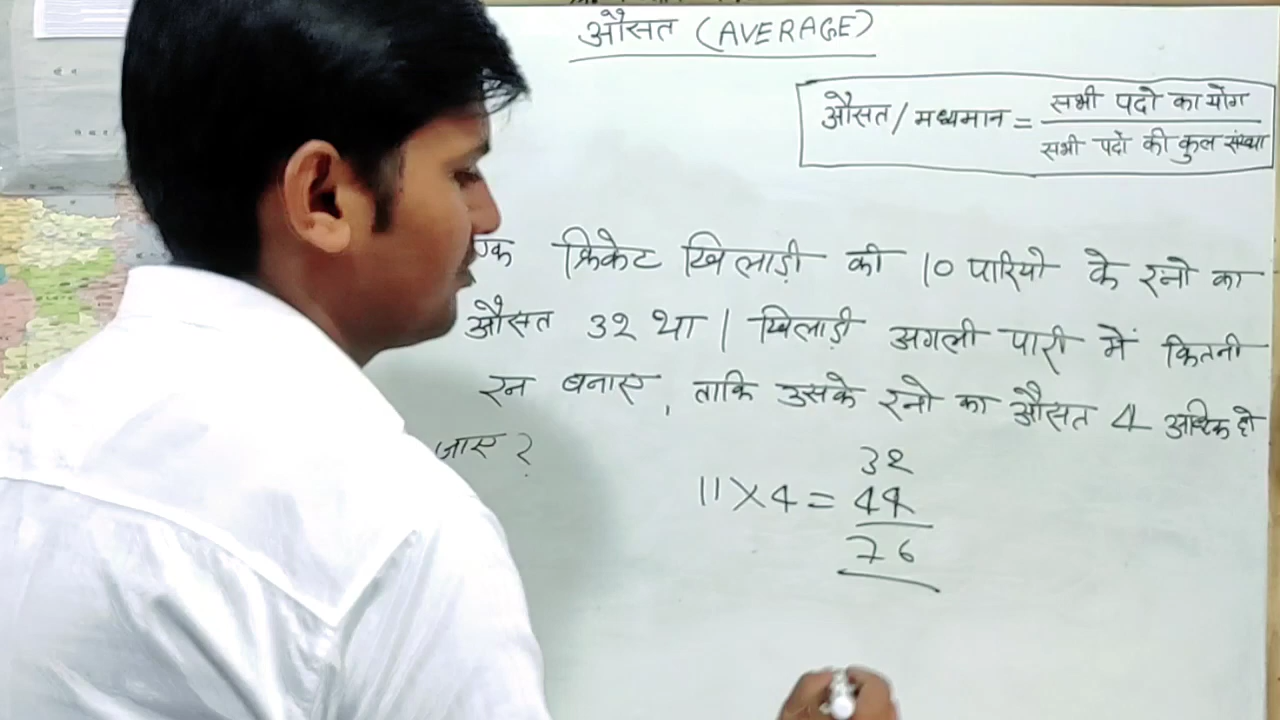 औसत (AVERAGE)
औसत / मध्यमान = सभी पदो का योग
सभी पदो की कुल संख्या
एक क्रिकेट खिलाड़ी की 10 पारियो के रनो का
औसत 32 था | खिलाड़ी अगली पारी में कितनी
रन बनाए, ताकि उसके रनो का औसत 4 अधिक हो
जाए ?
32
11 × 4 = 44
76